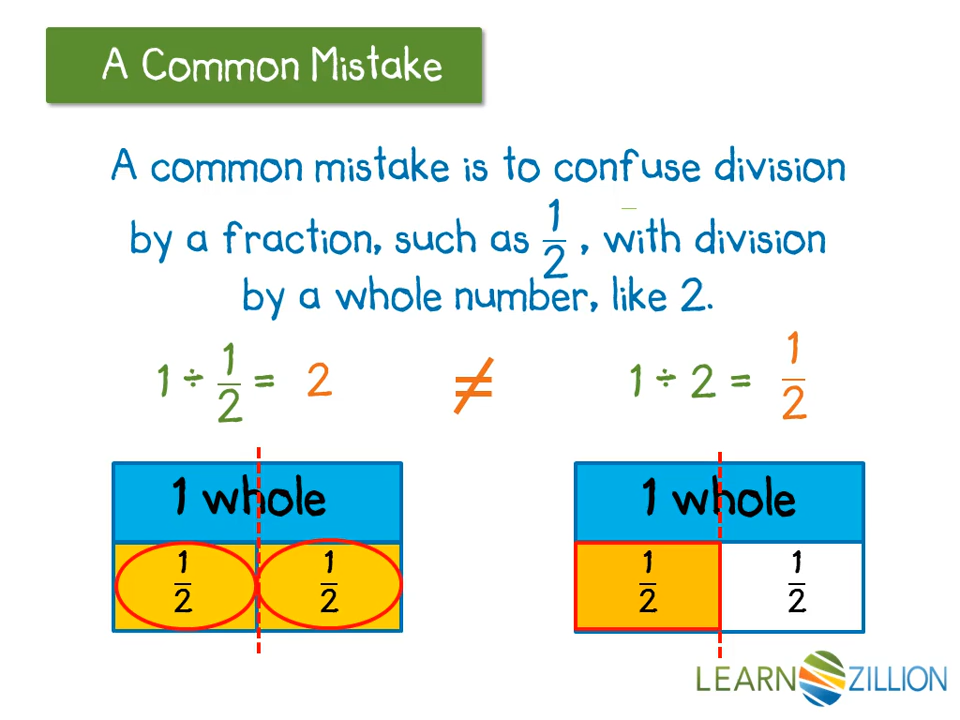 A Common Mistake
A common mistake is to confuse division
by a fraction, such as 1/2, with division
by a whole number, like 2.
1 ÷ 1/2 = 2 ≠ 1 ÷ 2 = 1/2
1 whole 1 whole
1/2 1/2 1/2 1/2
LEARN ZILLION